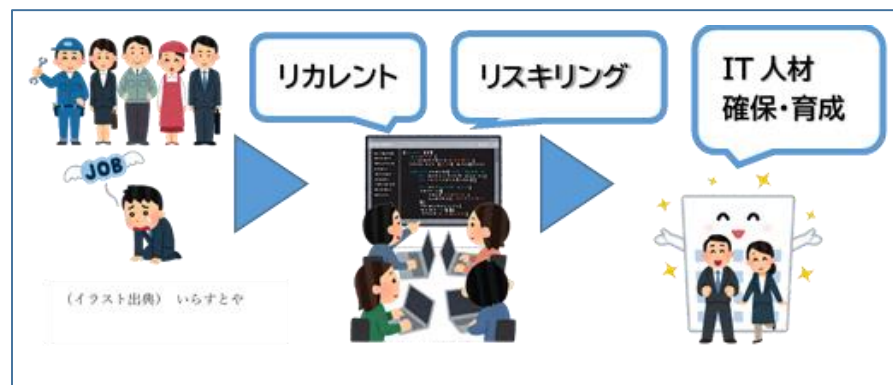 リカレント
リスキリング
IT 人材
確保・育成
JOB
(イラスト出典) いらすとや